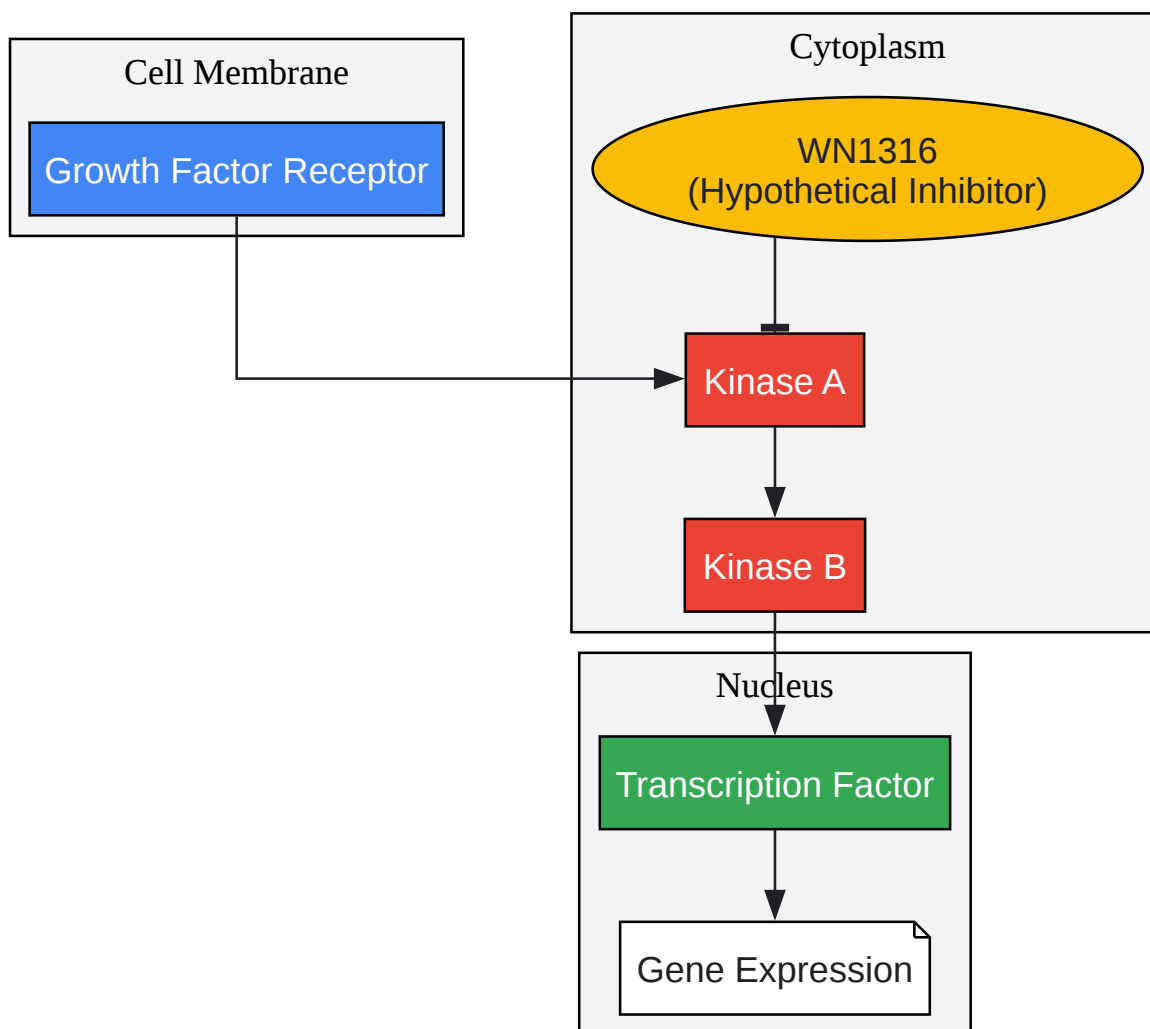 Cell Membrane
Growth Factor Receptor
Cytoplasm
WN1316
(Hypothetical Inhibitor)
Kinase A
Kinase B
Nucleus
Transcription Factor
Gene Expression